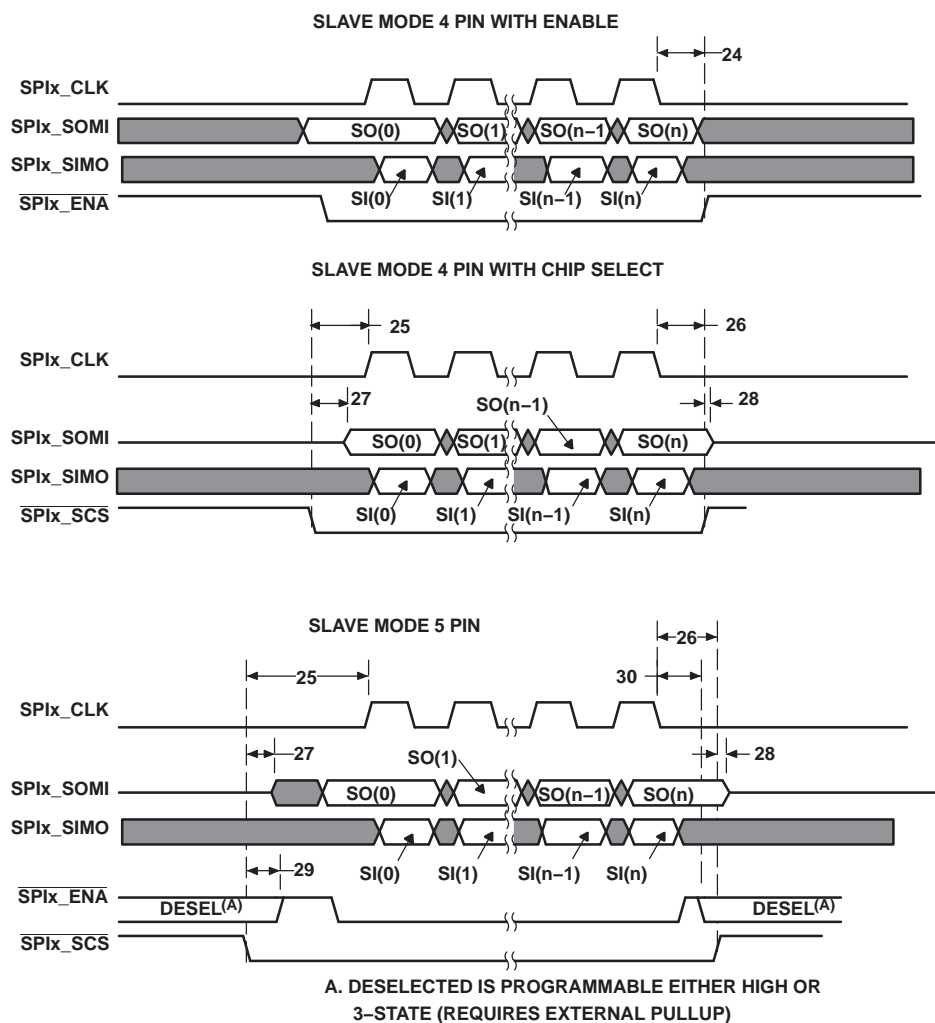 SLAVE MODE 4 PIN WITH ENABLE
24
SPIx_CLK
SPIx_SOMI
SO(0)
SO(1)
SO(n−1)
SO(n)
SPIx_SIMO
SI(0)
SI(1)
SI(n−1)
SI(n)
SPIx_ENA
SLAVE MODE 4 PIN WITH CHIP SELECT
25
26
SPIx_CLK
27
SO(n−1)
28
SPIx_SOMI
SO(0)
SO(1)
SO(n)
SPIx_SIMO
SI(0)
SI(1)
SI(n−1)
SI(n)
SPIx_SCS
SLAVE MODE 5 PIN
26
25
30
SPIx_CLK
27
SO(1)
28
SPIx_SOMI
SO(0)
SO(n−1)
SO(n)
SPIx_SIMO
29
SI(0)
SI(1)
SI(n−1)
SI(n)
SPIx_ENA
DESEL(A)
DESEL(A)
SPIx_SCS
A. DESELECTED IS PROGRAMMABLE EITHER HIGH OR
3−STATE (REQUIRES EXTERNAL PULLUP)